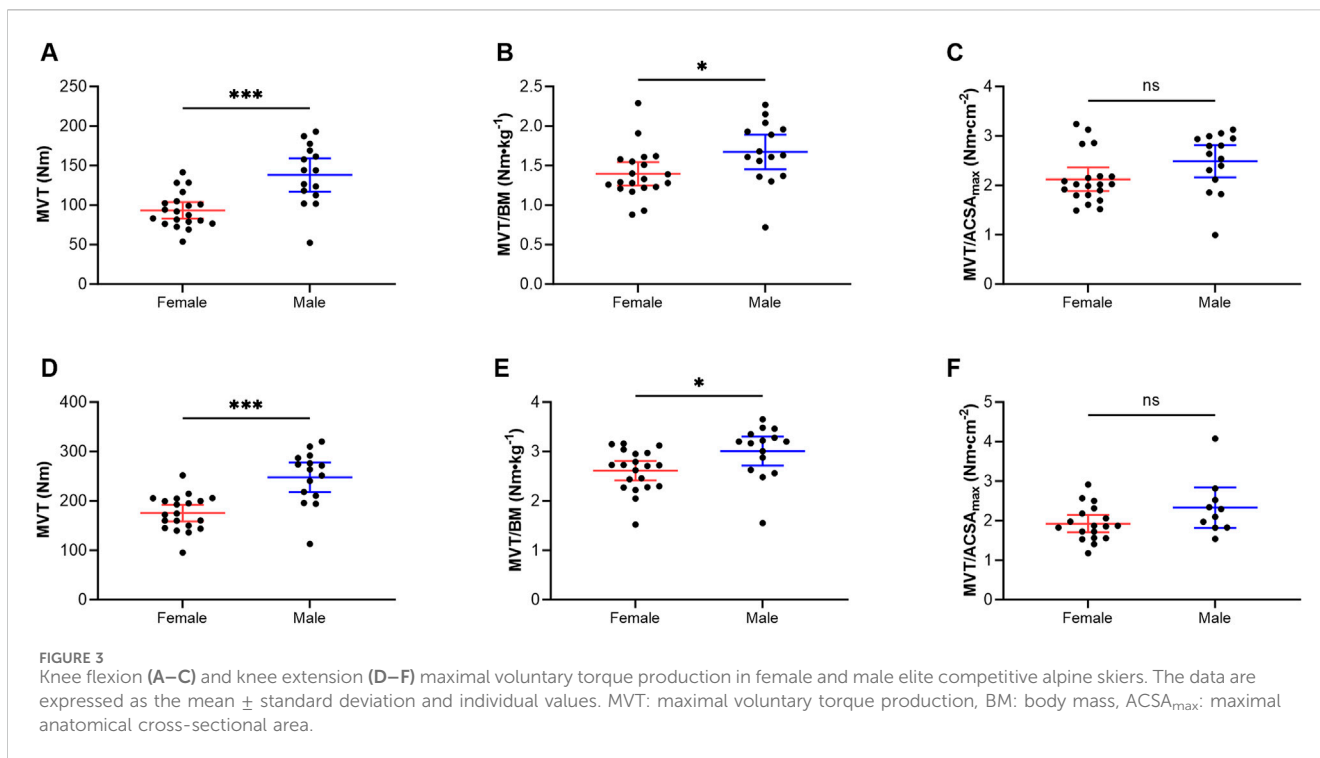 A
MVT (Nm)
250
200
150
100
50
0
***
Female Male
B
MVT/BM (Nm•kg⁻¹)
2.5
2.0
1.5
1.0
0.5
0.0
*
Female Male
C
MVT/ACSAmax (Nm•cm⁻²)
4
3
2
1
0
ns
Female Male
D
MVT (Nm)
400
300
200
100
0
***
Female Male
E
MVT/BM (Nm•kg⁻¹)
4
3
2
1
0
*
Female Male
F
MVT/ACSAmax (Nm•cm⁻²)
5
4
3
2
1
0
ns
Female Male
FIGURE 3
Knee flexion (A–C) and knee extension (D–F) maximal voluntary torque production in female and male elite competitive alpine skiers. The data are
expressed as the mean ± standard deviation and individual values. MVT: maximal voluntary torque production, BM: body mass, ACSAmax: maximal
anatomical cross-sectional area.